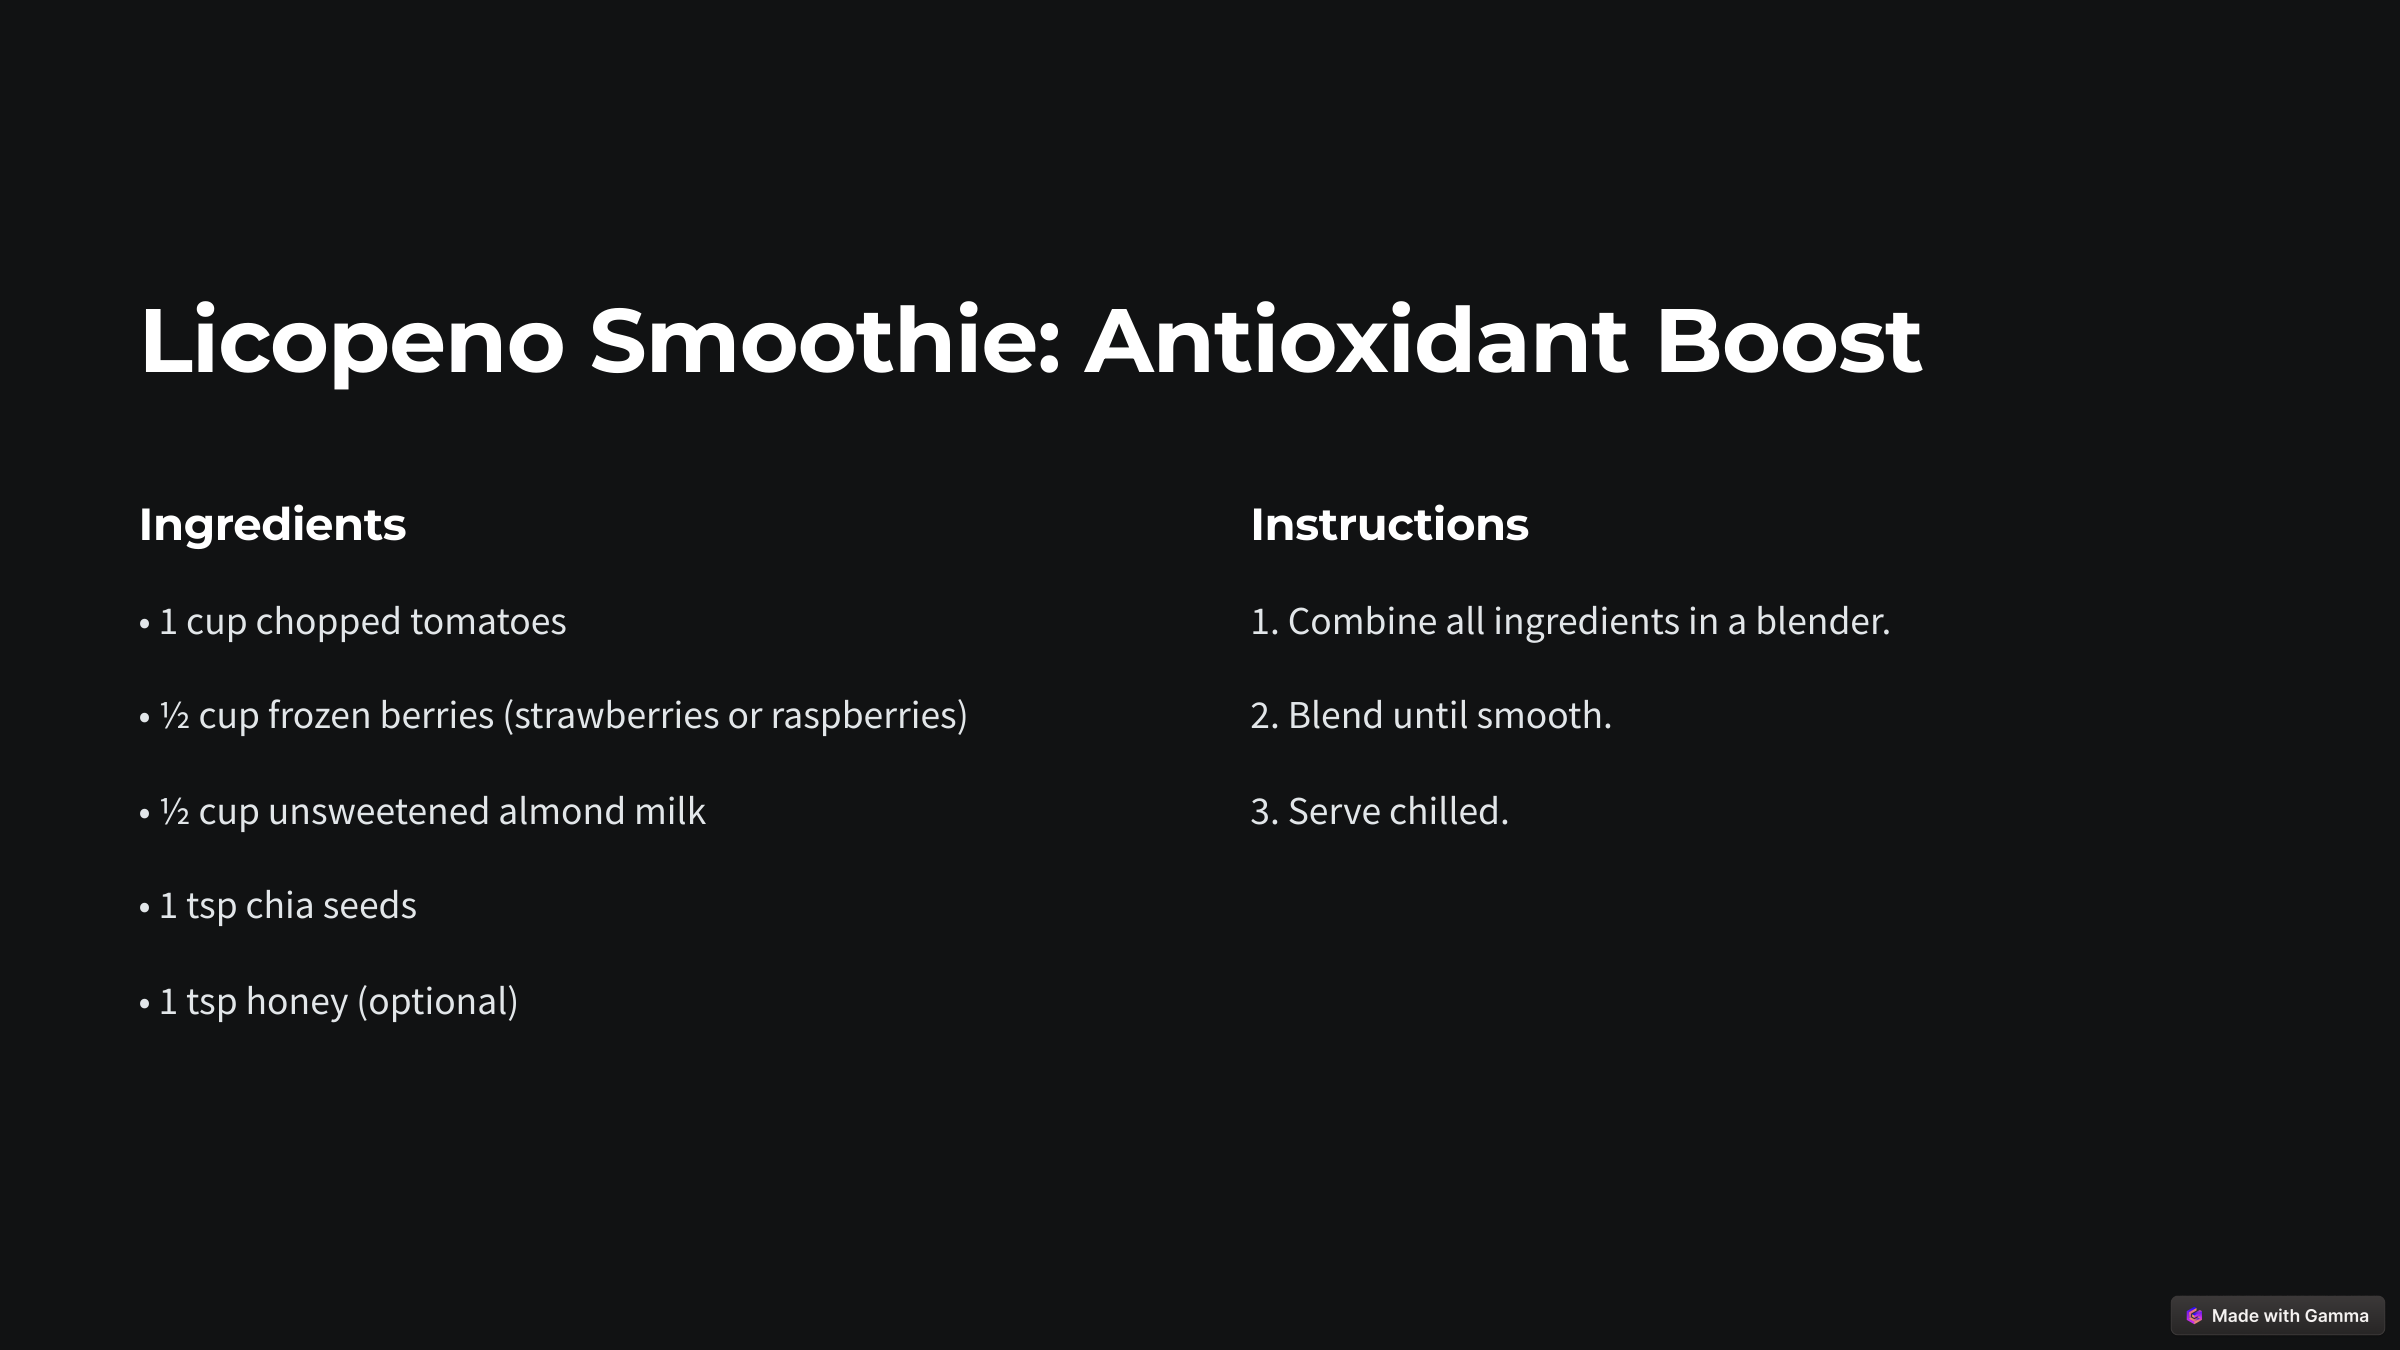 Licopeno Smoothie: Antioxidant Boost
Ingredients
• 1 cup chopped tomatoes
• ½ cup frozen berries (strawberries or raspberries)
• ½ cup unsweetened almond milk
• 1 tsp chia seeds
• 1 tsp honey (optional)
Instructions
1. Combine all ingredients in a blender.
2. Blend until smooth.
3. Serve chilled.
Made with Gamma